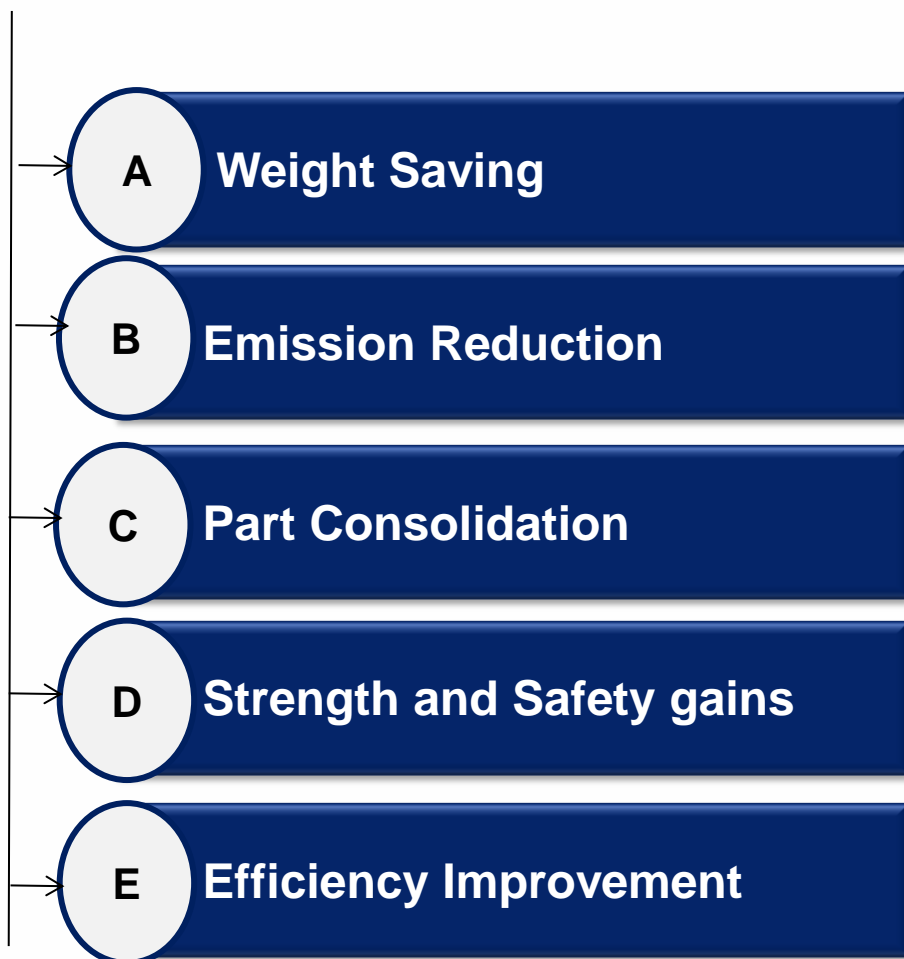 A Weight Saving
B Emission Reduction
C Part Consolidation
D Strength and Safety gains
E Efficiency Improvement